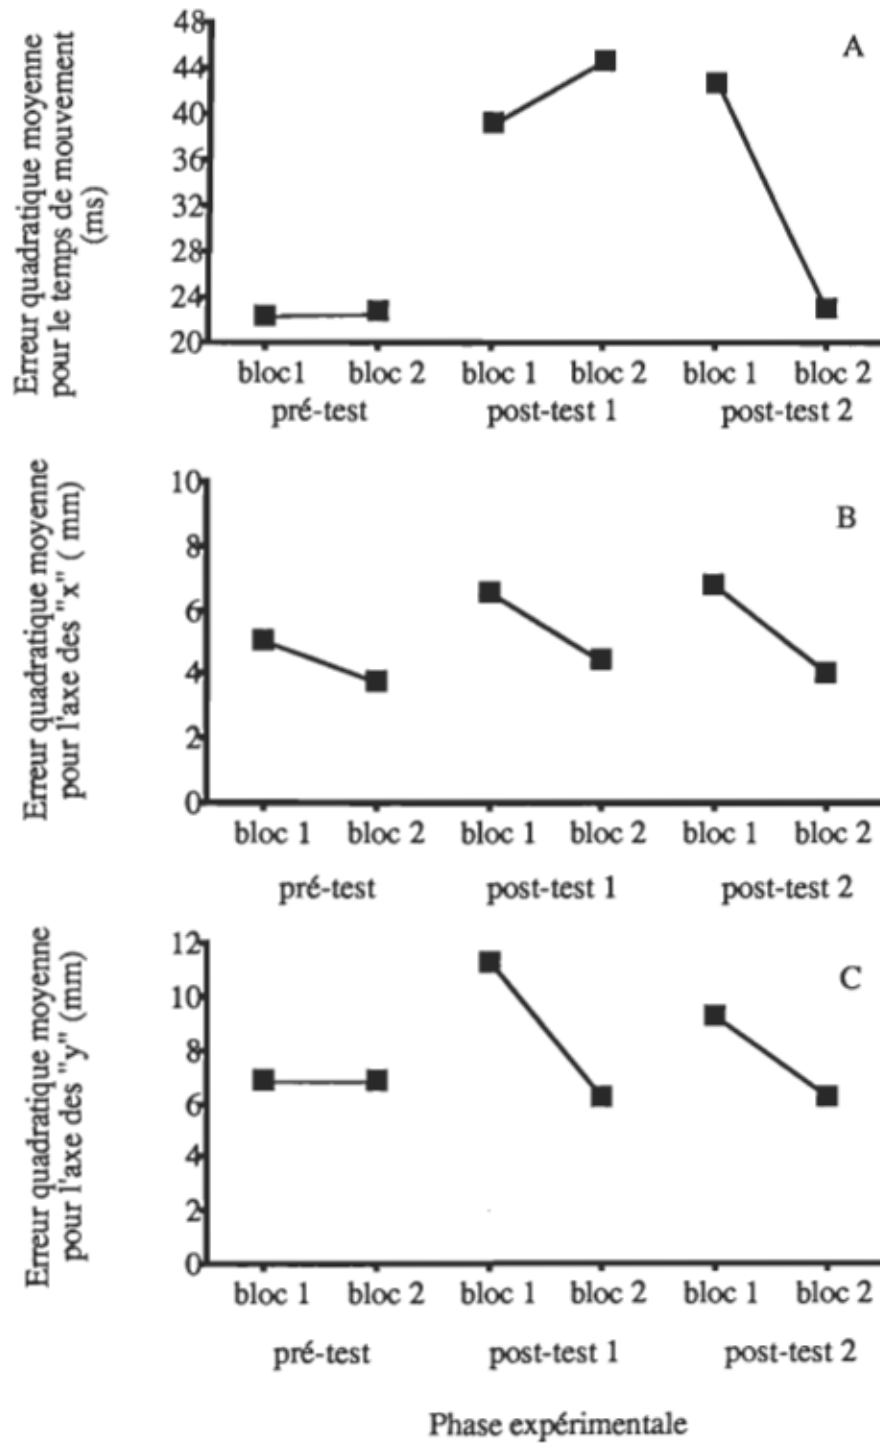 Erreur quadratique moyenne
pour le temps de mouvement
(ms)
48
44
40
36
32
28
24
20
A
bloc1 bloc 2 bloc 1 bloc 2 bloc 1 bloc 2
pré-test post-test 1 post-test 2
Erreur quadratique moyenne
pour l'axe des "x" ( mm)
10
8
6
4
2
0
B
bloc 1 bloc 2 bloc 1 bloc 2 bloc 1 bloc 2
pré-test post-test 1 post-test 2
Erreur quadratique moyenne
pour l'axe des "y" (mm)
12
10
8
6
4
2
0
C
bloc 1 bloc 2 bloc 1 bloc 2 bloc 1 bloc 2
pré-test post-test 1 post-test 2
Phase expérimentale